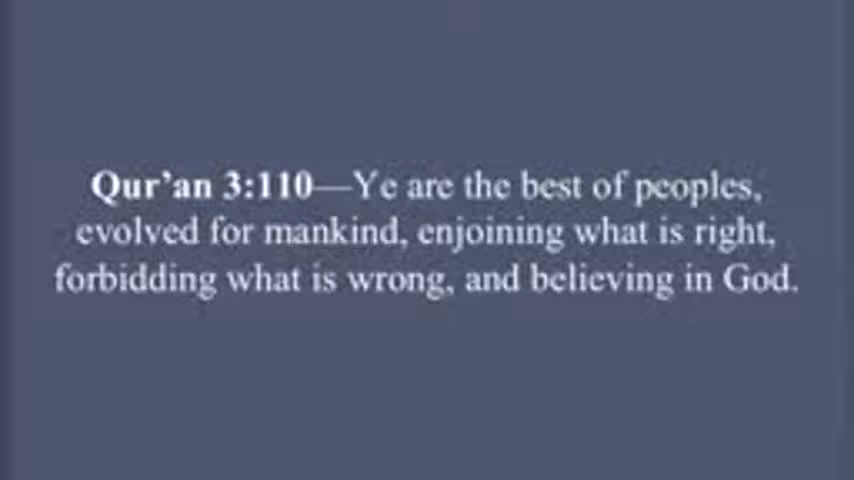 Qur’an 3:110—Ye are the best of peoples,
evolved for mankind, enjoining what is right,
forbidding what is wrong, and believing in God.